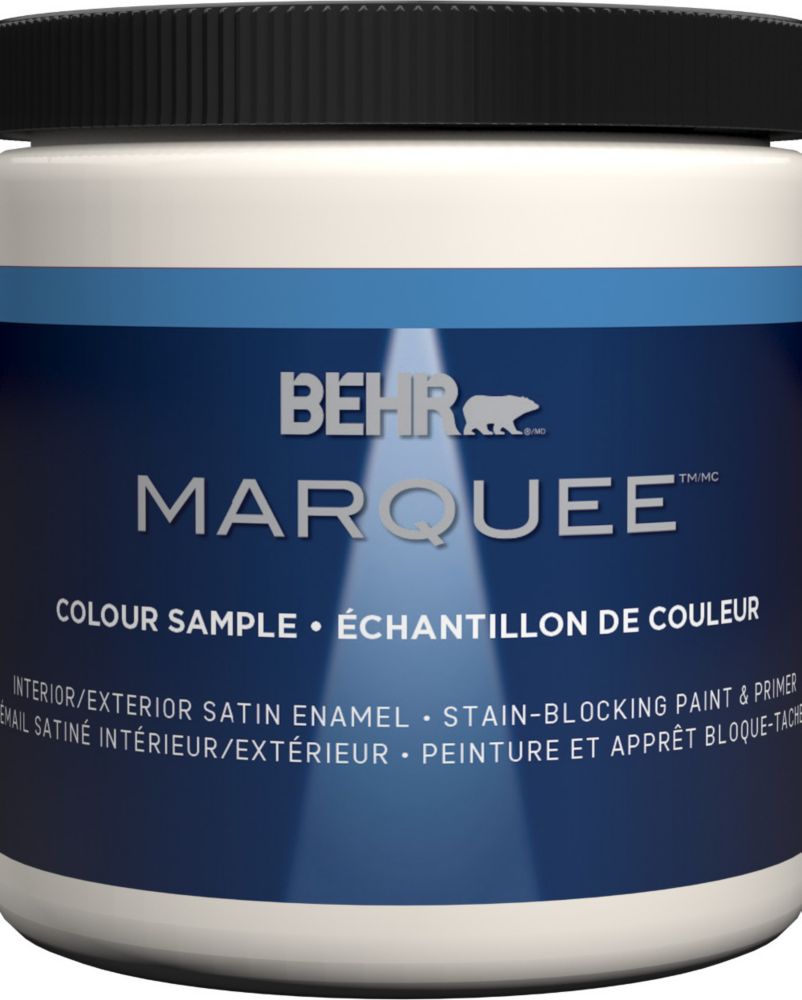 BEHR ®/MD
MARQUEE™/MC
COLOUR SAMPLE • ÉCHANTILLON DE COULEUR
INTERIOR/EXTERIOR SATIN ENAMEL • STAIN-BLOCKING PAINT & PRIMER
ÉMAIL SATINÉ INTÉRIEUR/EXTÉRIEUR • PEINTURE ET APPRÊT BLOQUE-TACHE